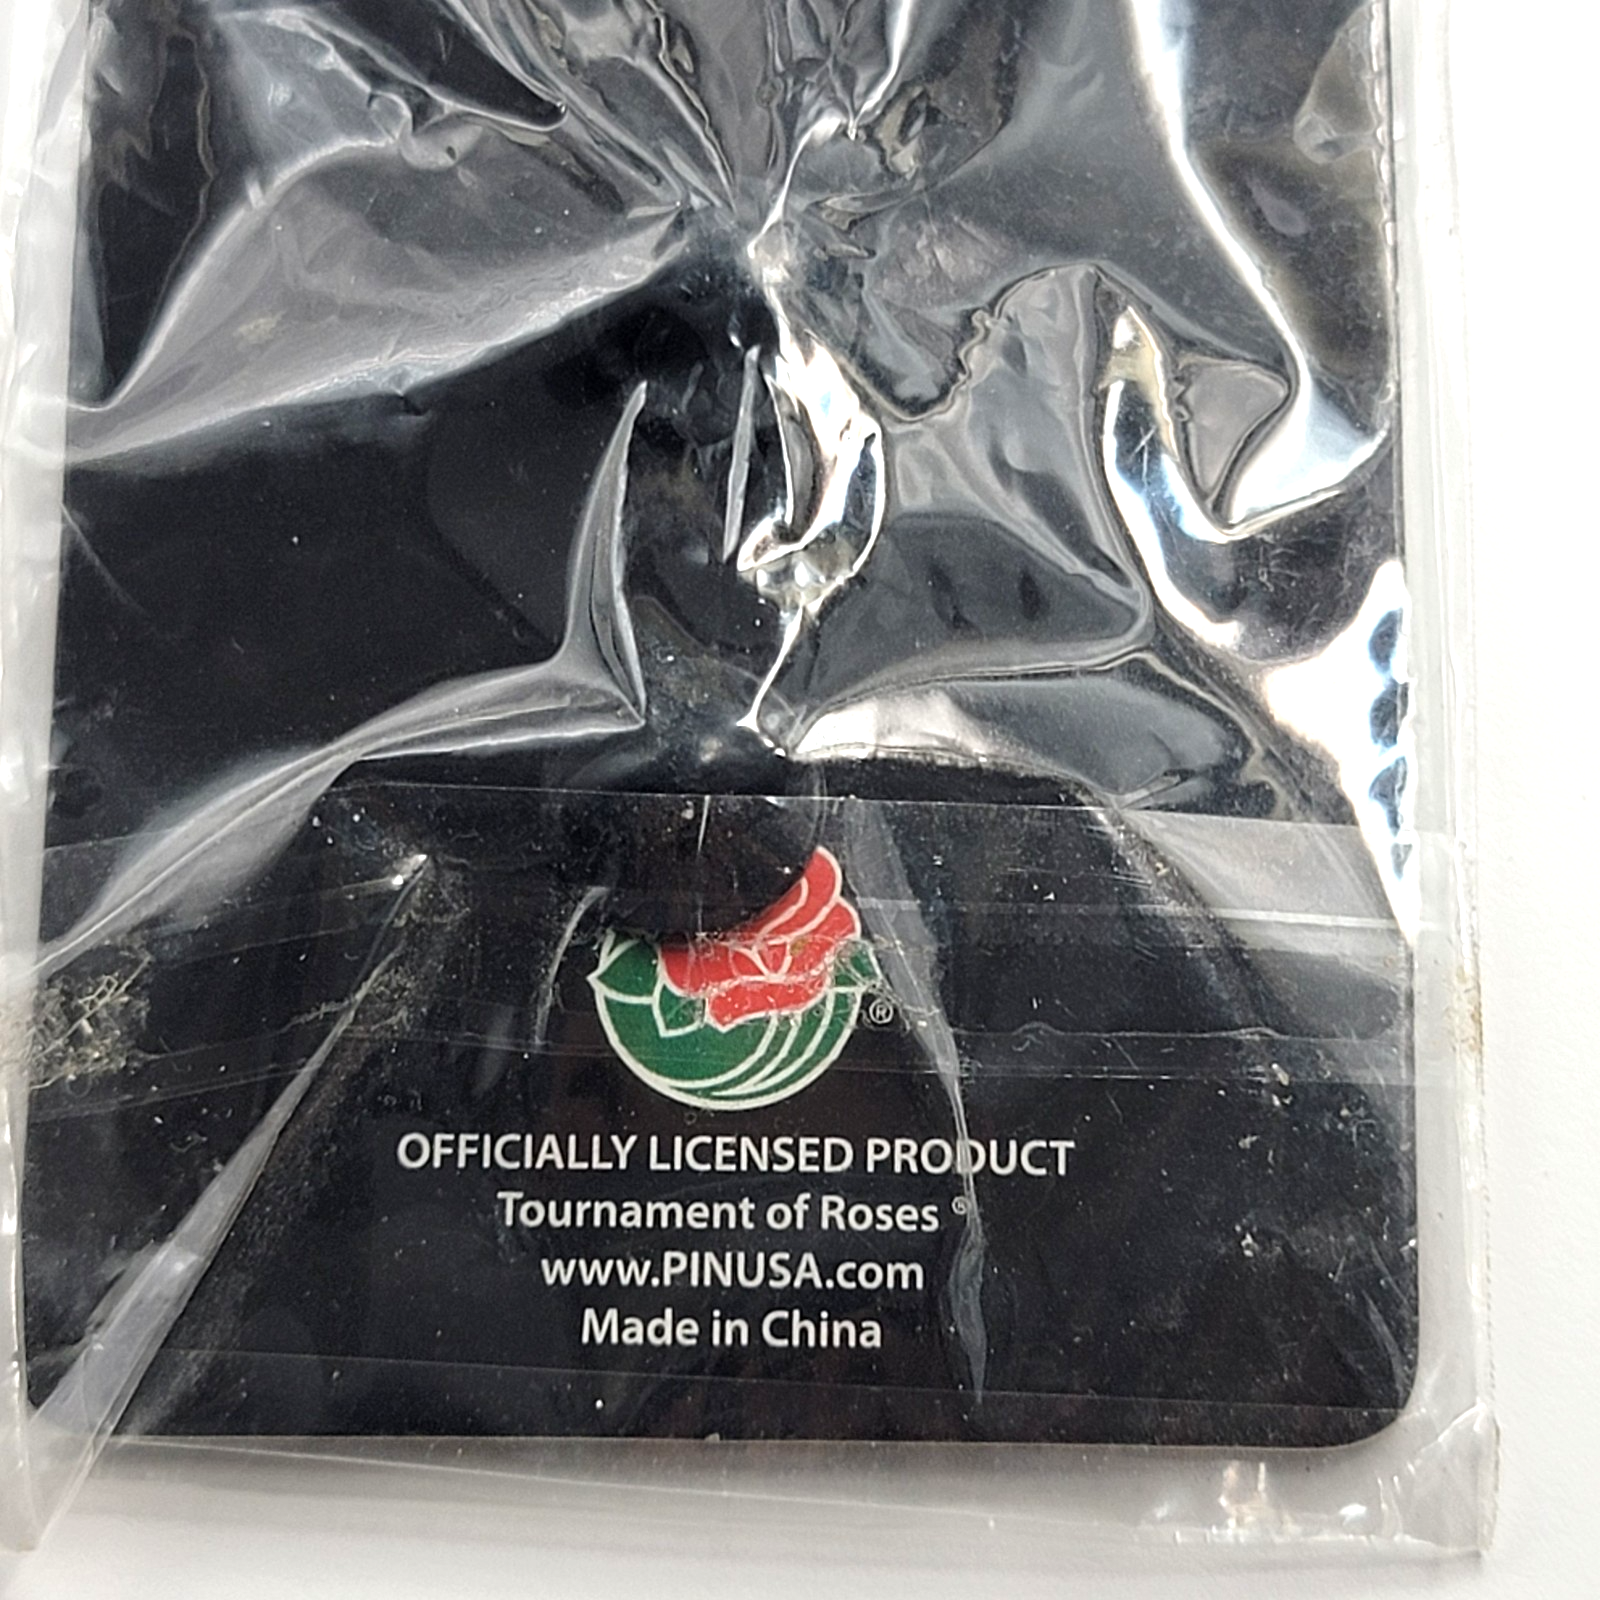 ®
OFFICIALLY LICENSED PRODUCT
Tournament of Roses ®
www.PINUSA.com
Made in China